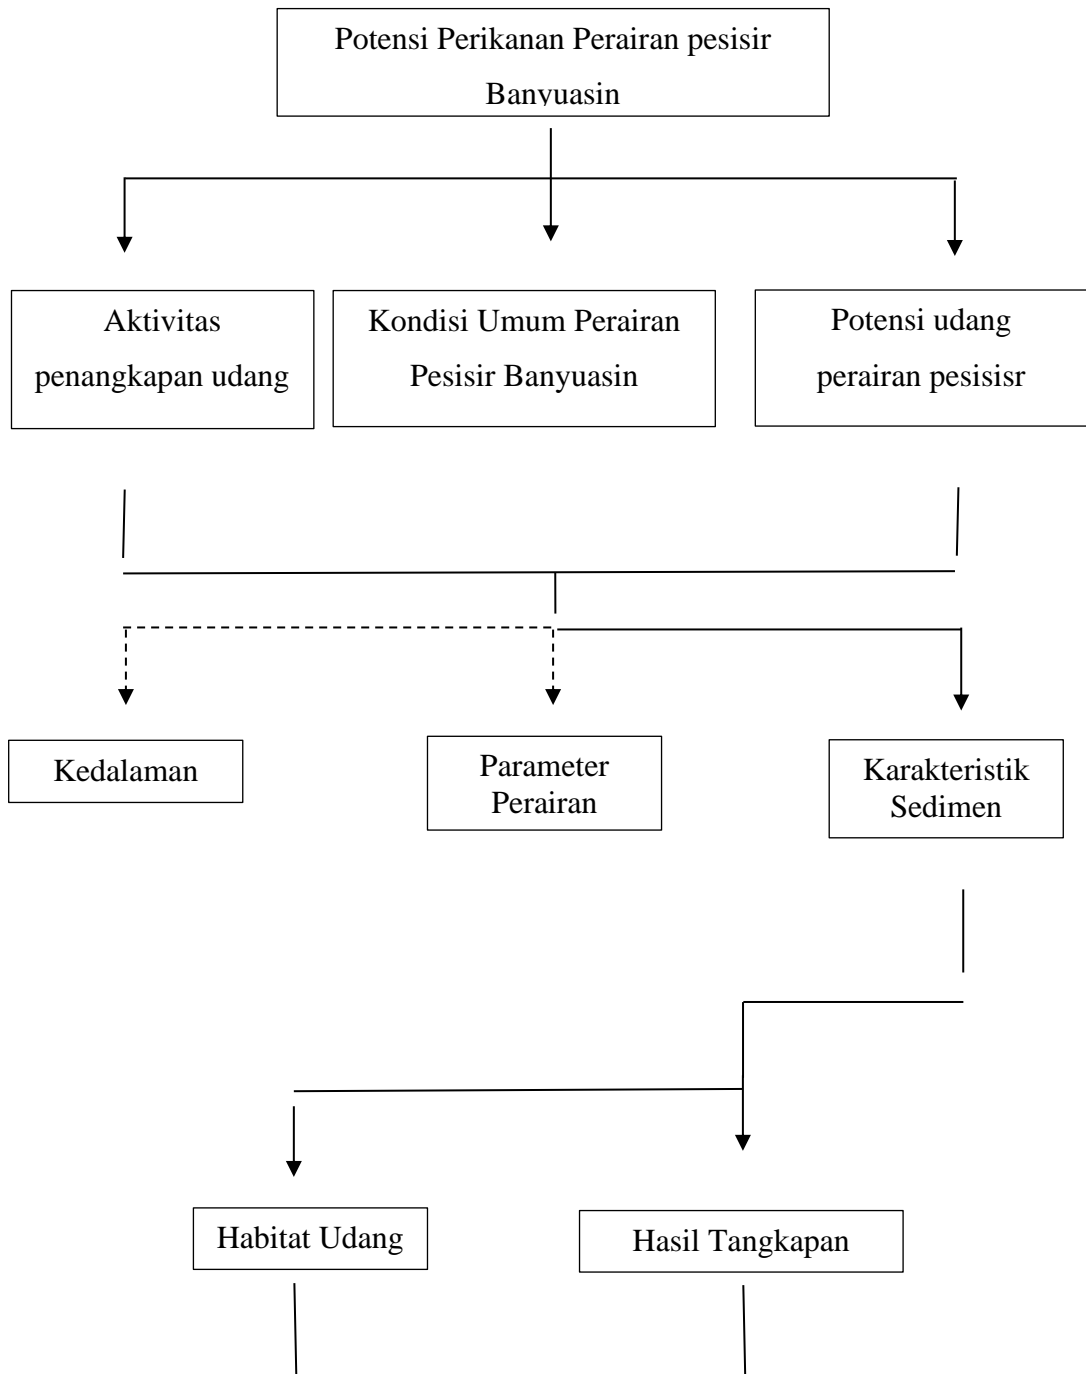 Potensi Perikanan Perairan pesisir
Banyuasin
Aktivitas
penangkapan udang
Kondisi Umum Perairan
Pesisir Banyuasin
Potensi udang
perairan pesisisr
Kedalaman
Parameter
Perairan
Karakteristik
Sedimen
Habitat Udang
Hasil Tangkapan